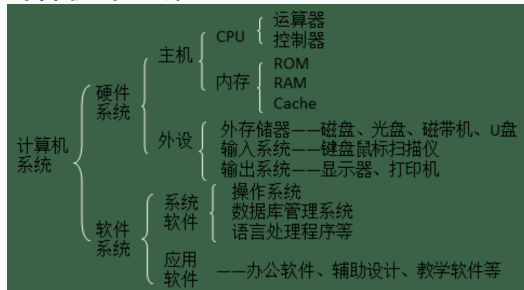 计算机
系统
硬件
系统
主机
CPU
运算器
控制器
内存
ROM
RAM
Cache
外设
外存储器——磁盘、光盘、磁带机、U盘
输入系统——键盘鼠标扫描仪
输出系统——显示器、打印机
软件
系统
系统
软件
操作系统
数据库管理系统
语言处理程序等
应用
软件
——办公软件、辅助设计、教学软件等